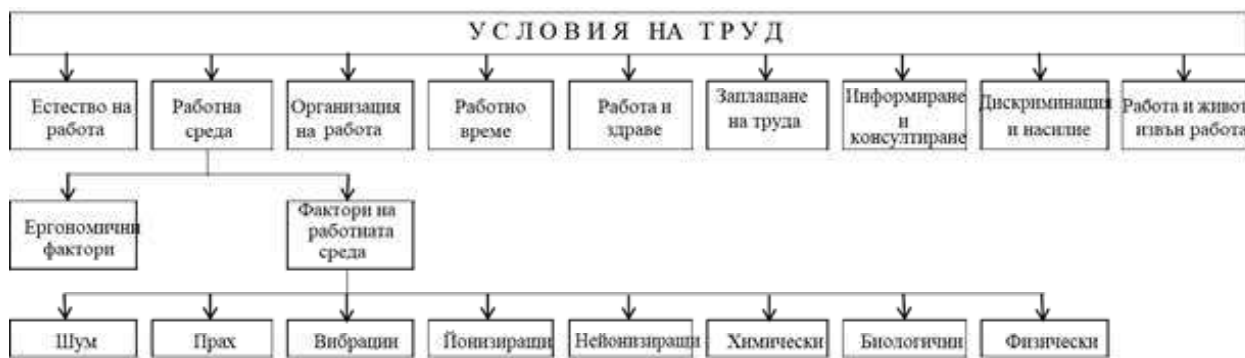 УСЛОВИЯ НА ТРУД
Естество на
работа
Работна
среда
Организация
на работа
Работно
време
Работа и
здраве
Заплащане
на труда
Информиране
и
консултиране
Дискриминация
и насилие
Работа и живот
извън работа
Ергономични
фактори
Фактори на
работната
среда
Шум
Прах
Вибрации
Йонизиращи
Нейонизиращи
Химически
Биологични
Физически